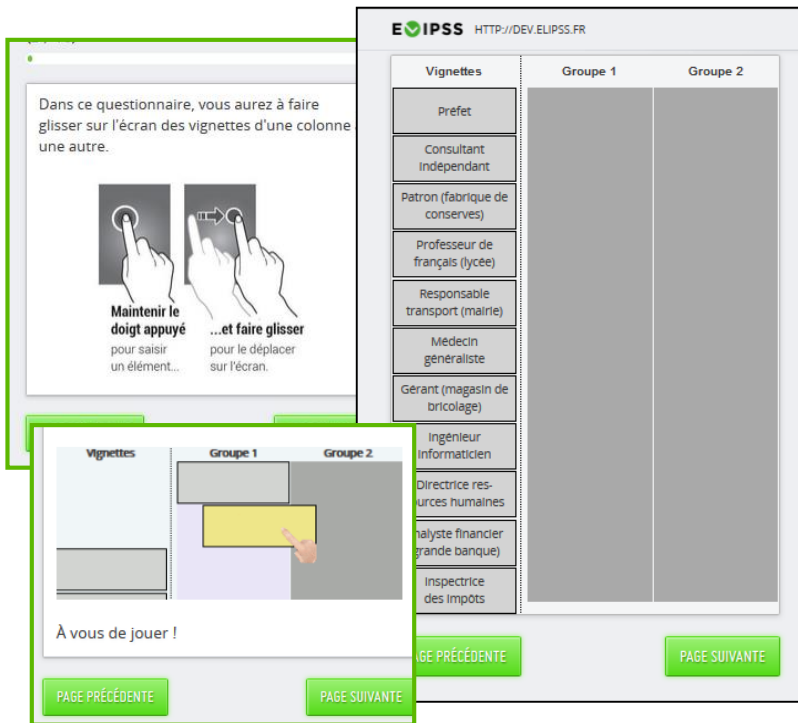 Dans ce questionnaire, vous aurez à faire
glisser sur l'écran des vignettes d'une colonne
une autre.
Maintenir le
doigt appuyé
pour saisir
un élément...
...et faire glisser
pour le déplacer
sur l'écran.
Vignettes Groupe 1 Groupe 2
À vous de jouer !
PAGE PRÉCÉDENTE PAGE SUIVANTE
ELIPSS HTTP://DEV.ELIPSS.FR
Vignettes Groupe 1 Groupe 2
Préfet
Consultant
Indépendant
Patron (fabrique de
conserves)
Professeur de
français (lycée)
Responsable
transport (mairie)
Médecin
généraliste
Gérant (magasin de
bricolage)
Ingénieur
Informaticien
Directrice res-
ources humaines
nalyste financier
grande banque)
Inspectrice
des impôts
AGE PRÉCÉDENTE PAGE SUIVANTE